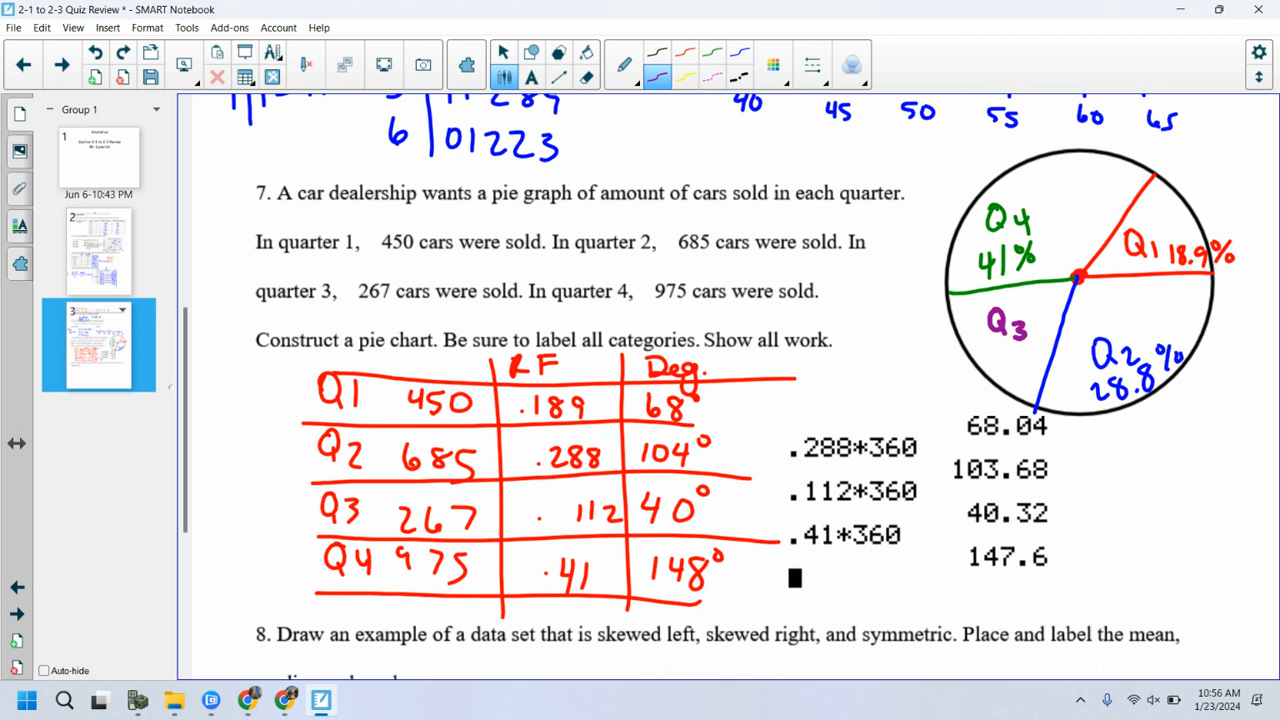 2-1 to 2-3 Quiz Review * - SMART Notebook
File Edit View Insert Format Tools Add-ons Account Help
Group 1
1
Jun 6-10:43 PM
2
3
Auto-hide
289
6 | 01223
40 45 50 55 60 65
7. A car dealership wants a pie graph of amount of cars sold in each quarter.
In quarter 1, 450 cars were sold. In quarter 2, 685 cars were sold. In
quarter 3, 267 cars were sold. In quarter 4, 975 cars were sold.
Construct a pie chart. Be sure to label all categories. Show all work.
Q4
41%
Q1 18.9%
Q3
Q2
28.8%
RF Deg.
Q1 450 .189 68°
Q2 685 .288 104°
Q3 267 .112 40°
Q4 975 .41 148°
68.04
.288*360
103.68
.112*360
40.32
.41*360
147.6
8. Draw an example of a data set that is skewed left, skewed right, and symmetric. Place and label the mean,
10:56 AM
1/23/2024